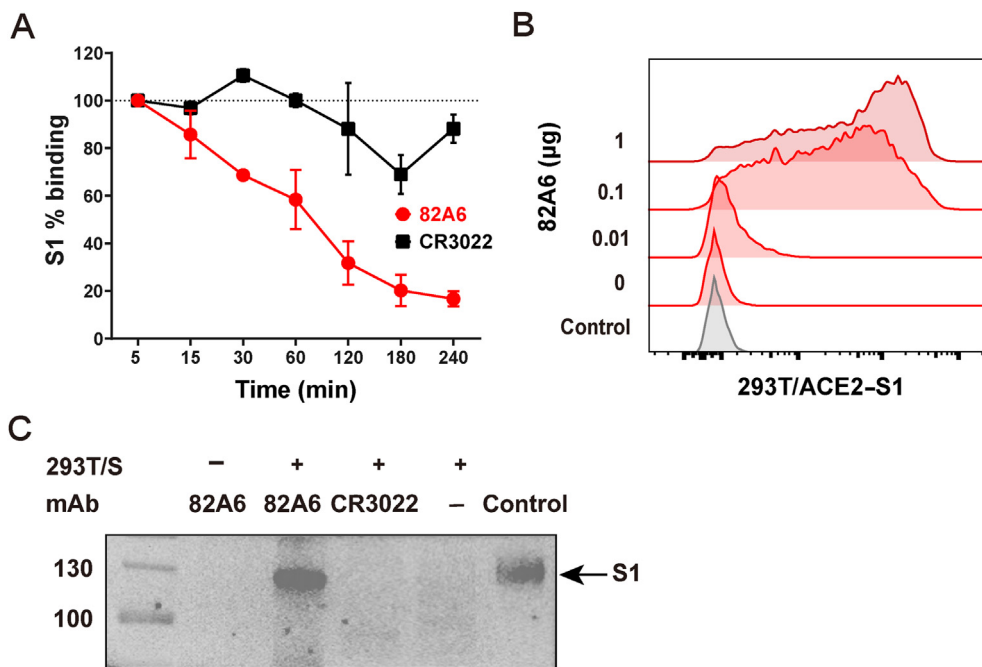 A
120
100
80
60
40
20
0
S1 % binding
82A6
CR3022
5 15 30 60 120 180 240
Time (min)
B
82A6 (μg)
1
0.1
0.01
0
Control
293T/ACE2–S1
C
293T/S – + + +
mAb 82A6 82A6 CR3022 – Control
130
100
S1